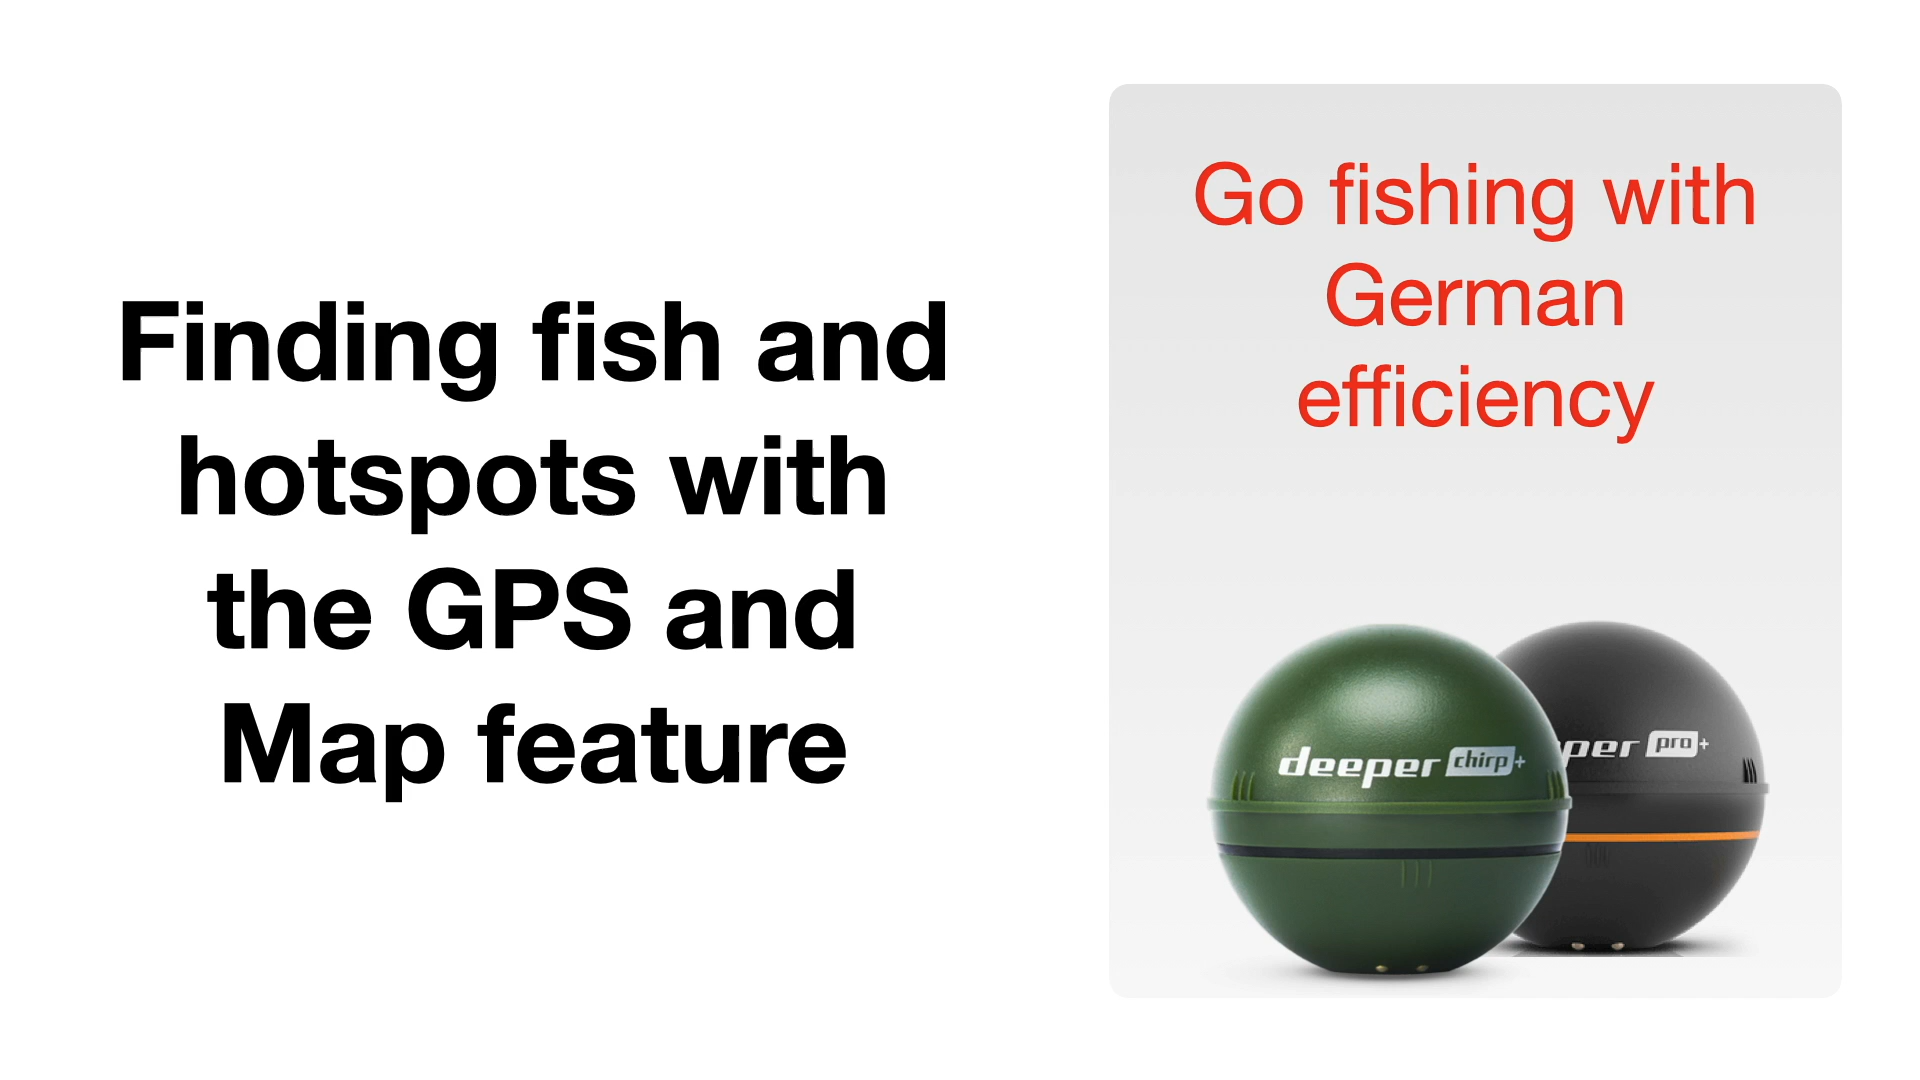 Finding fish and
hotspots with
the GPS and
Map feature
Go fishing with
German
efficiency
deeper chirp+
per pro+